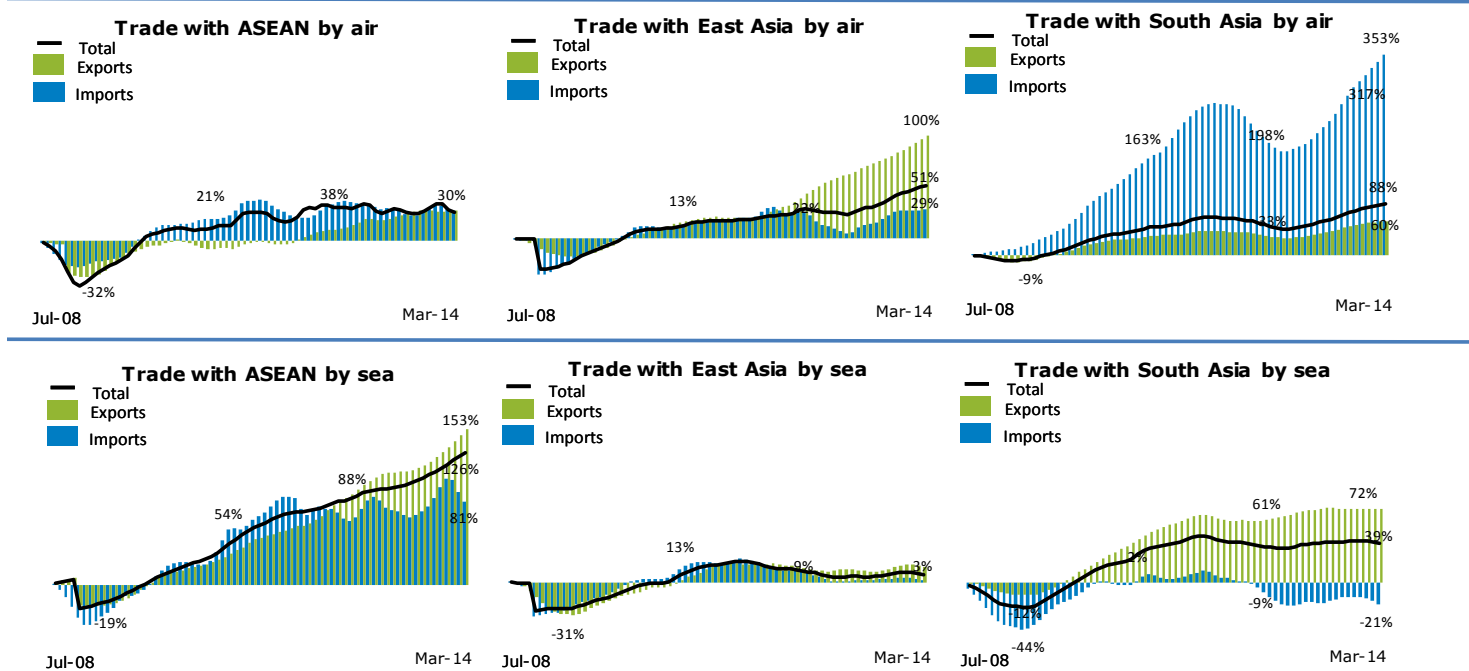 Trade with ASEAN by air
Total
Exports
Imports
21%
38%
30%
-32%
Jul-08
Mar-14
Trade with East Asia by air
Total
Exports
Imports
100%
51%
13%
29%
Jul-08
Mar-14
Trade with South Asia by air
Total
Exports
Imports
353%
317%
163%
198%
88%
33%
60%
-9%
Jul-08
Mar-14
Trade with ASEAN by sea
Total
Exports
Imports
153%
126%
88%
54%
81%
-19%
Jul-08
Mar-14
Trade with East Asia by sea
Total
Exports
Imports
13%
9%
3%
-31%
Jul-08
Mar-14
Trade with South Asia by sea
Total
Exports
Imports
72%
61%
39%
2%
-12%
-9%
-21%
-44%
Jul-08
Mar-14